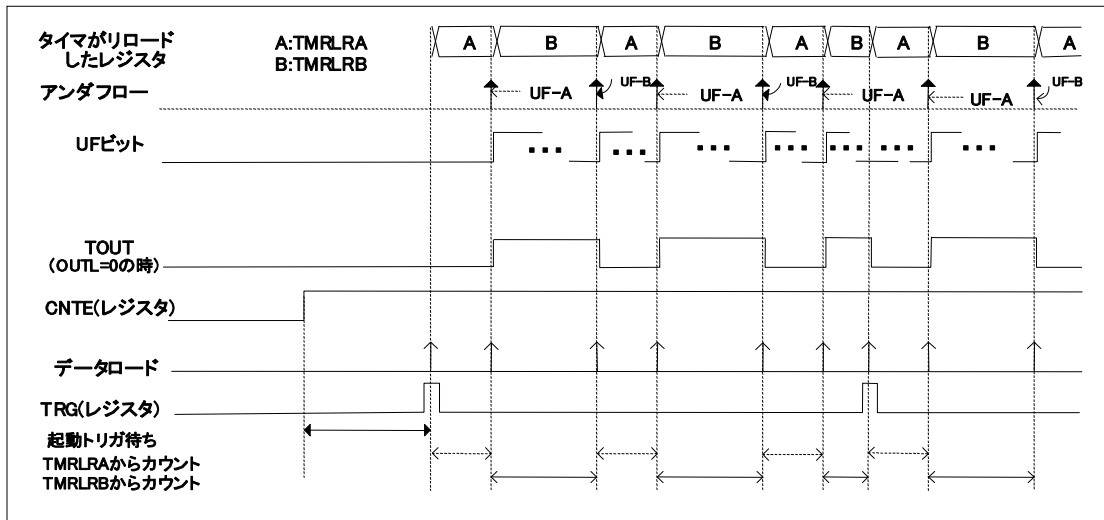 タイマがリロード
したレジスタ
A:TMRLRA
B:TMRLRB
A B A B A B A B A
アンダフロー
UF-A UF-B UF-A UF-B UF-A UF-A UF-B
UFビット
TOUT
(OUTL=0の時)
CNTE(レジスタ)
データロード
TRG(レジスタ)
起動トリガ待ち
TMRLRAからカウント
TMRLRBからカウント